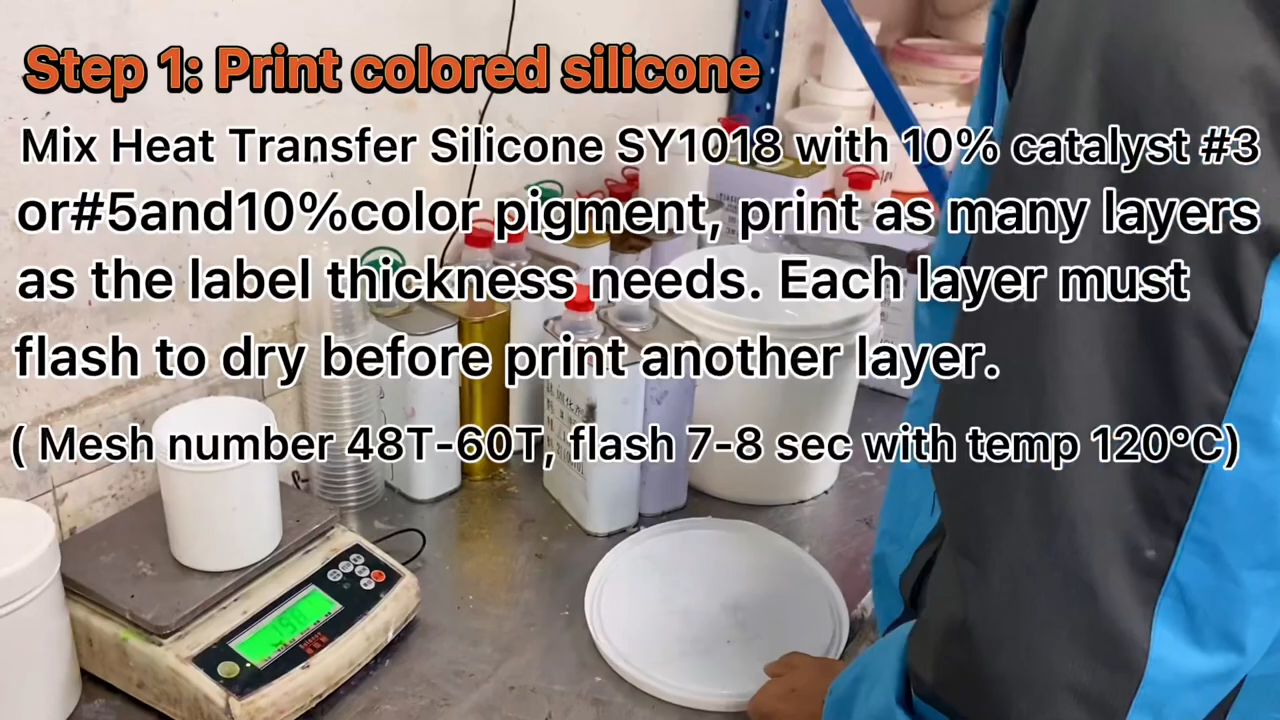 Step 1: Print colored silicone
Mix Heat Transfer Silicone SY1018 with 10% catalyst #3
or#5and10%color pigment, print as many layers
as the label thickness needs. Each layer must
flash to dry before print another layer.
( Mesh number 48T-60T, flash 7-8 sec with temp 120°C)